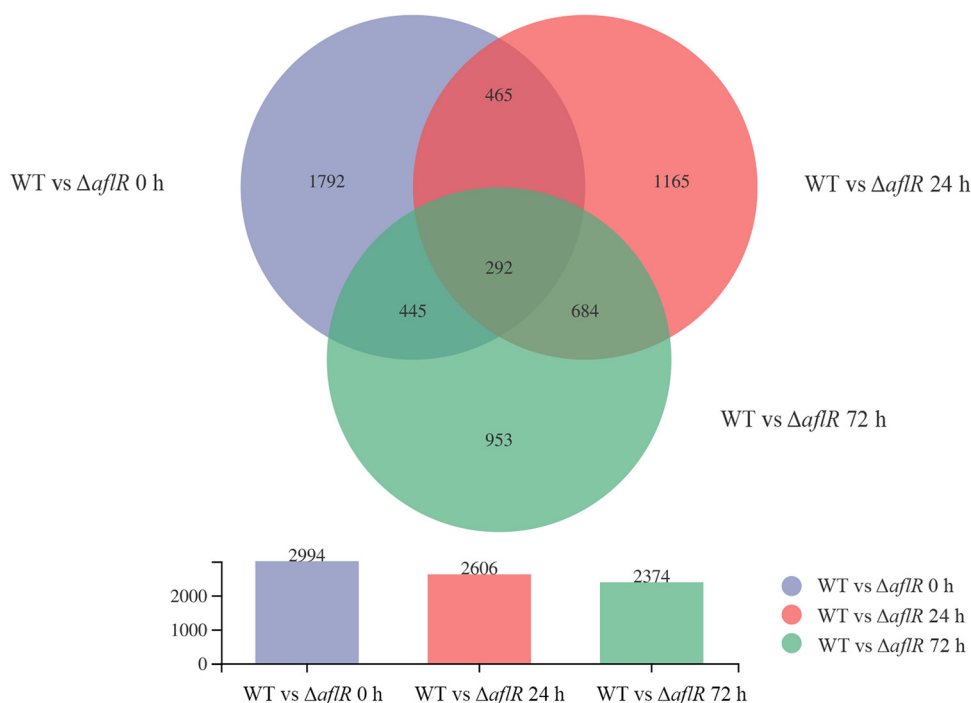 465
WT vs ΔaflR 0 h
1792
1165
WT vs ΔaflR 24 h
292
445
684
WT vs ΔaflR 72 h
953
2994
2606
2374
2000
1000
0
WT vs ΔaflR 0 h
WT vs ΔaflR 24 h
WT vs ΔaflR 72 h
WT vs ΔaflR 0 h
WT vs ΔaflR 24 h
WT vs ΔaflR 72 h